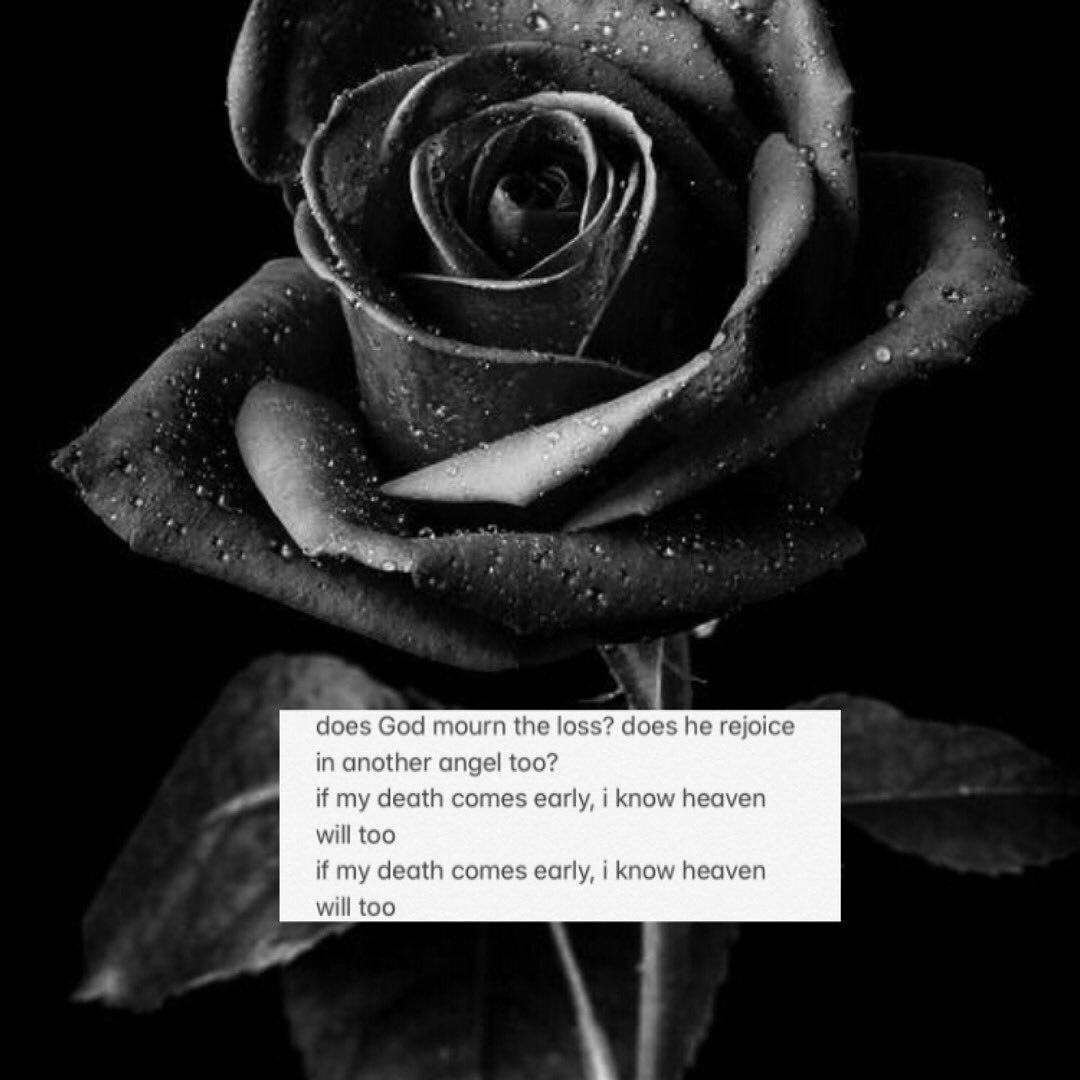 does God mourn the loss? does he rejoice
in another angel too?
if my death comes early, i know heaven
will too
if my death comes early, i know heaven
will too